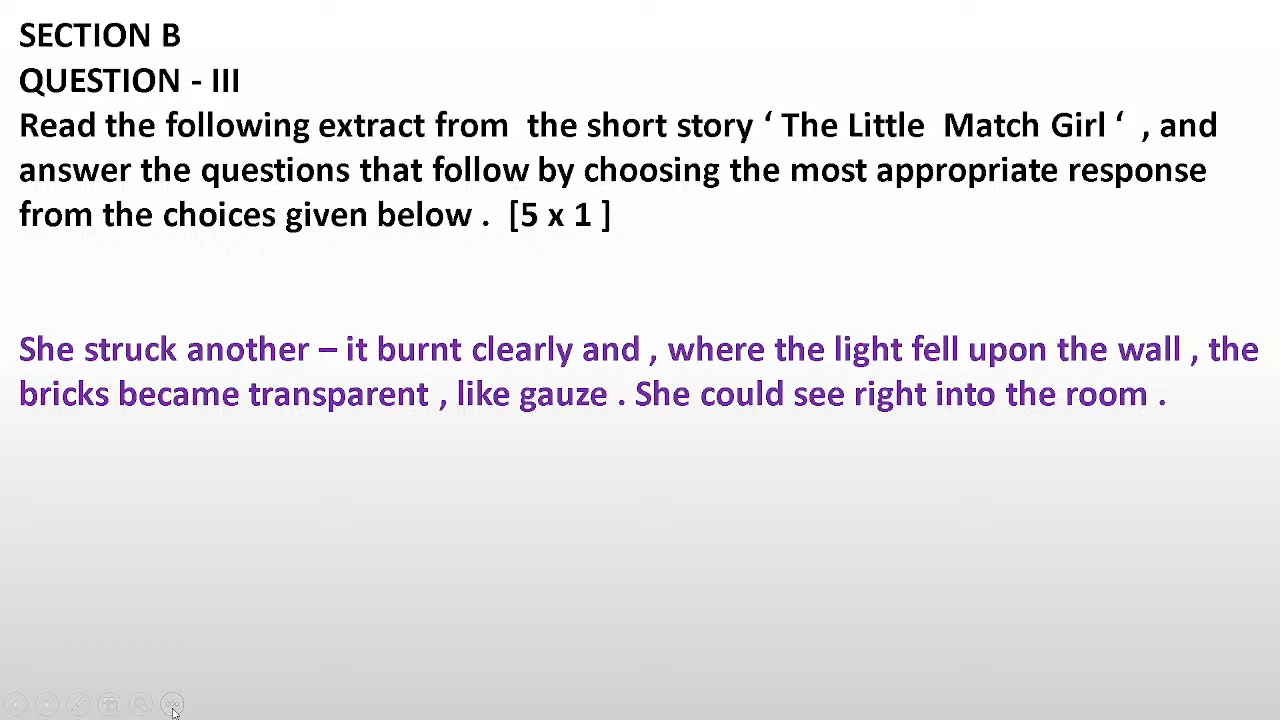 SECTION B
QUESTION - III
Read the following extract from  the short story ‘ The Little  Match Girl ‘  , and
answer the questions that follow by choosing the most appropriate response
from the choices given below .  [5 x 1 ]
She struck another – it burnt clearly and , where the light fell upon the wall , the
bricks became transparent , like gauze . She could see right into the room .